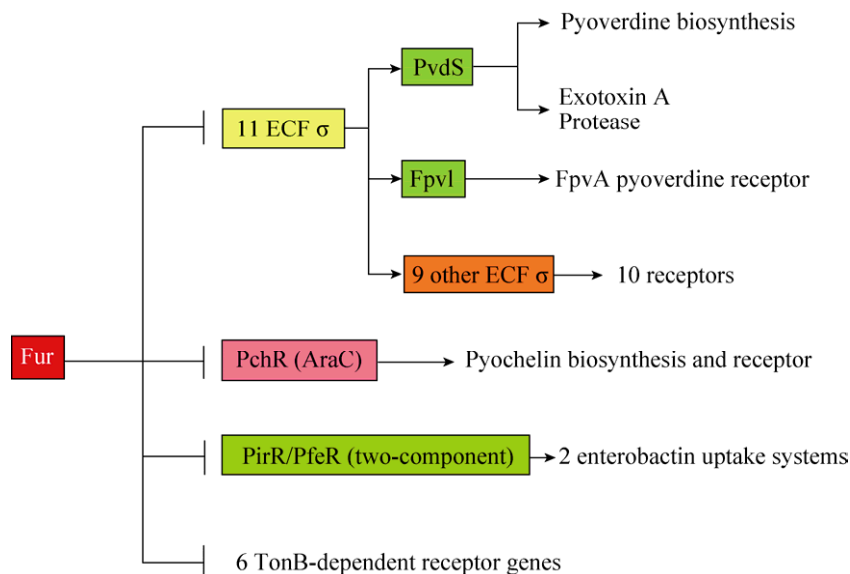 Pyoverdine biosynthesis
PvdS
Exotoxin A
Protease
11 ECF σ
FpvI
FpvA pyoverdine receptor
9 other ECF σ
10 receptors
Fur
PchR (AraC)
Pyochelin biosynthesis and receptor
PirR/PfeR (two-component)
2 enterobactin uptake systems
6 TonB-dependent receptor genes